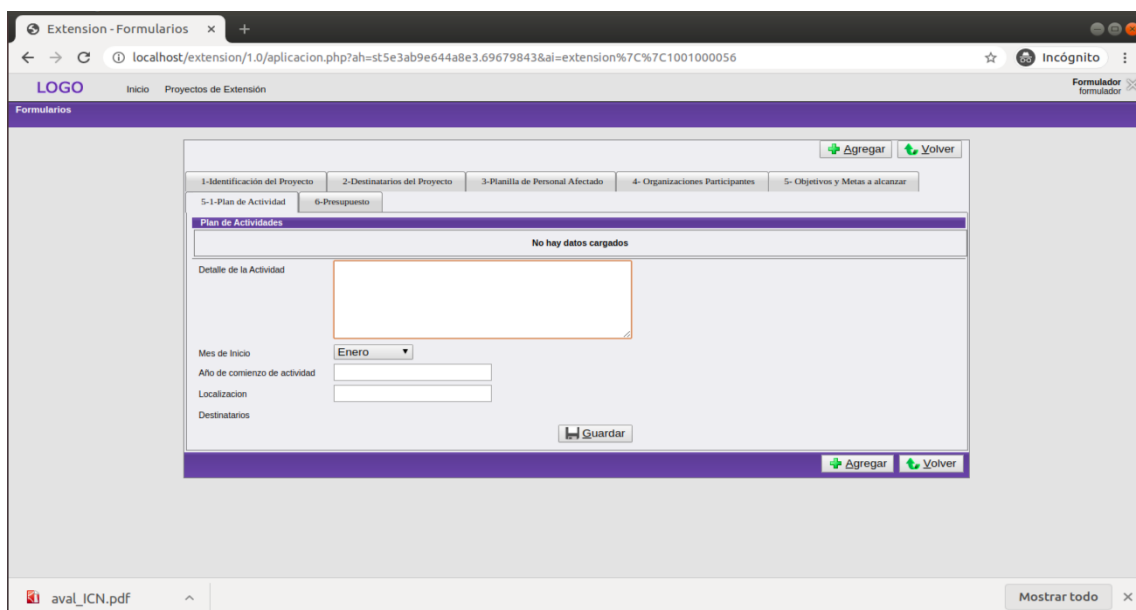 Extension - Formularios
localhost/extension/1.0/aplicacion.php?ah=st5e3ab9e644a8e3.69679843&ai=extension%7C%7C1001000056
Incógnito
LOGO Inicio Proyectos de Extensión
Formulador
formulador
Formularios
Agregar Volver
1-Identificación del Proyecto 2-Destinatarios del Proyecto 3-Planilla de Personal Afectado 4- Organizaciones Participantes 5- Objetivos y Metas a alcanzar
5-1-Plan de Actividad 6-Presupuesto
Plan de Actividades
No hay datos cargados
Detalle de la Actividad
Mes de Inicio Enero
Año de comienzo de actividad
Localizacion
Destinatarios
Guardar
Agregar Volver
aval_ICN.pdf Mostrar todo